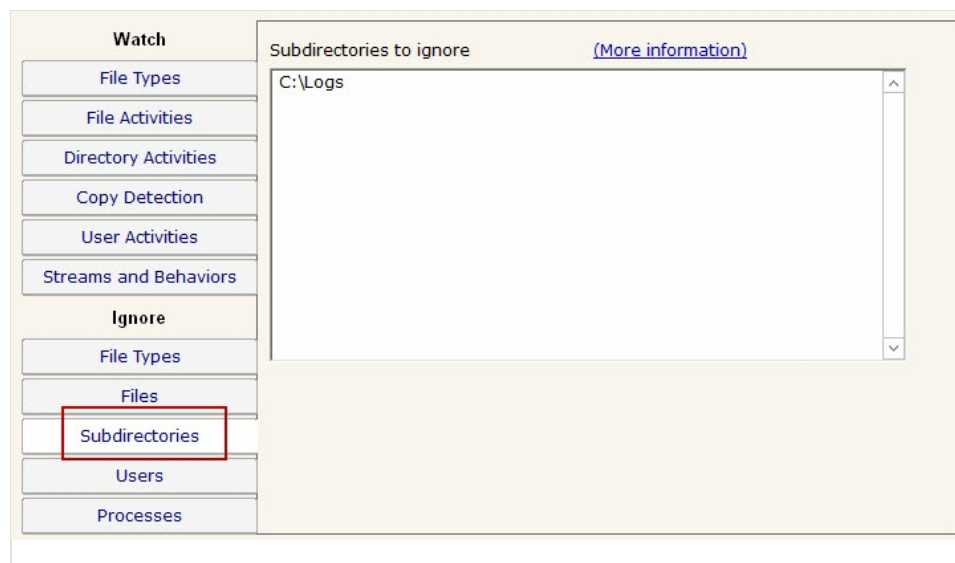 Watch
File Types
File Activities
Directory Activities
Copy Detection
User Activities
Streams and Behaviors
Ignore
File Types
Files
Subdirectories
Users
Processes
Subdirectories to ignore (More information)
C:\Logs